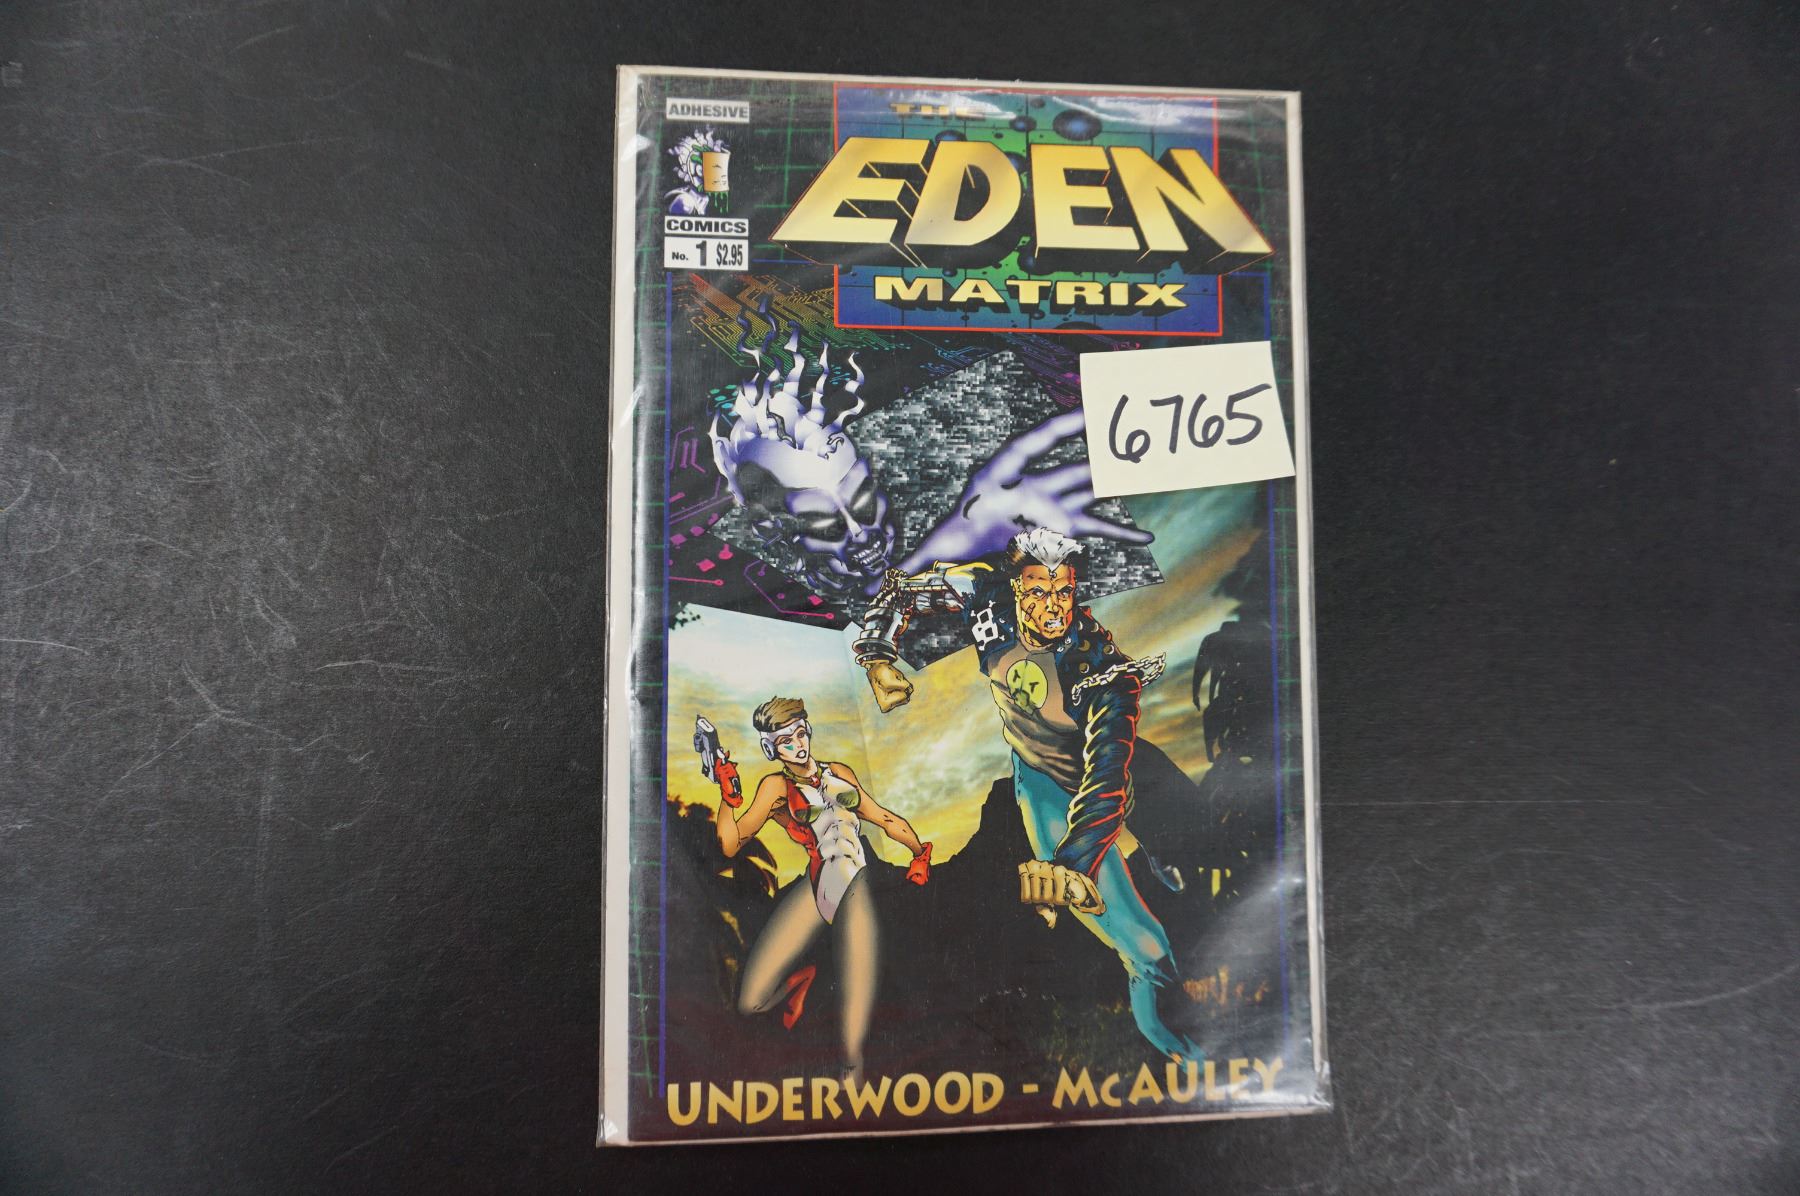 ADHESIVE
COMICS
No. 1 $2.95
THE
EDEN
MATRIX
6765
UNDERWOOD - McAULEY